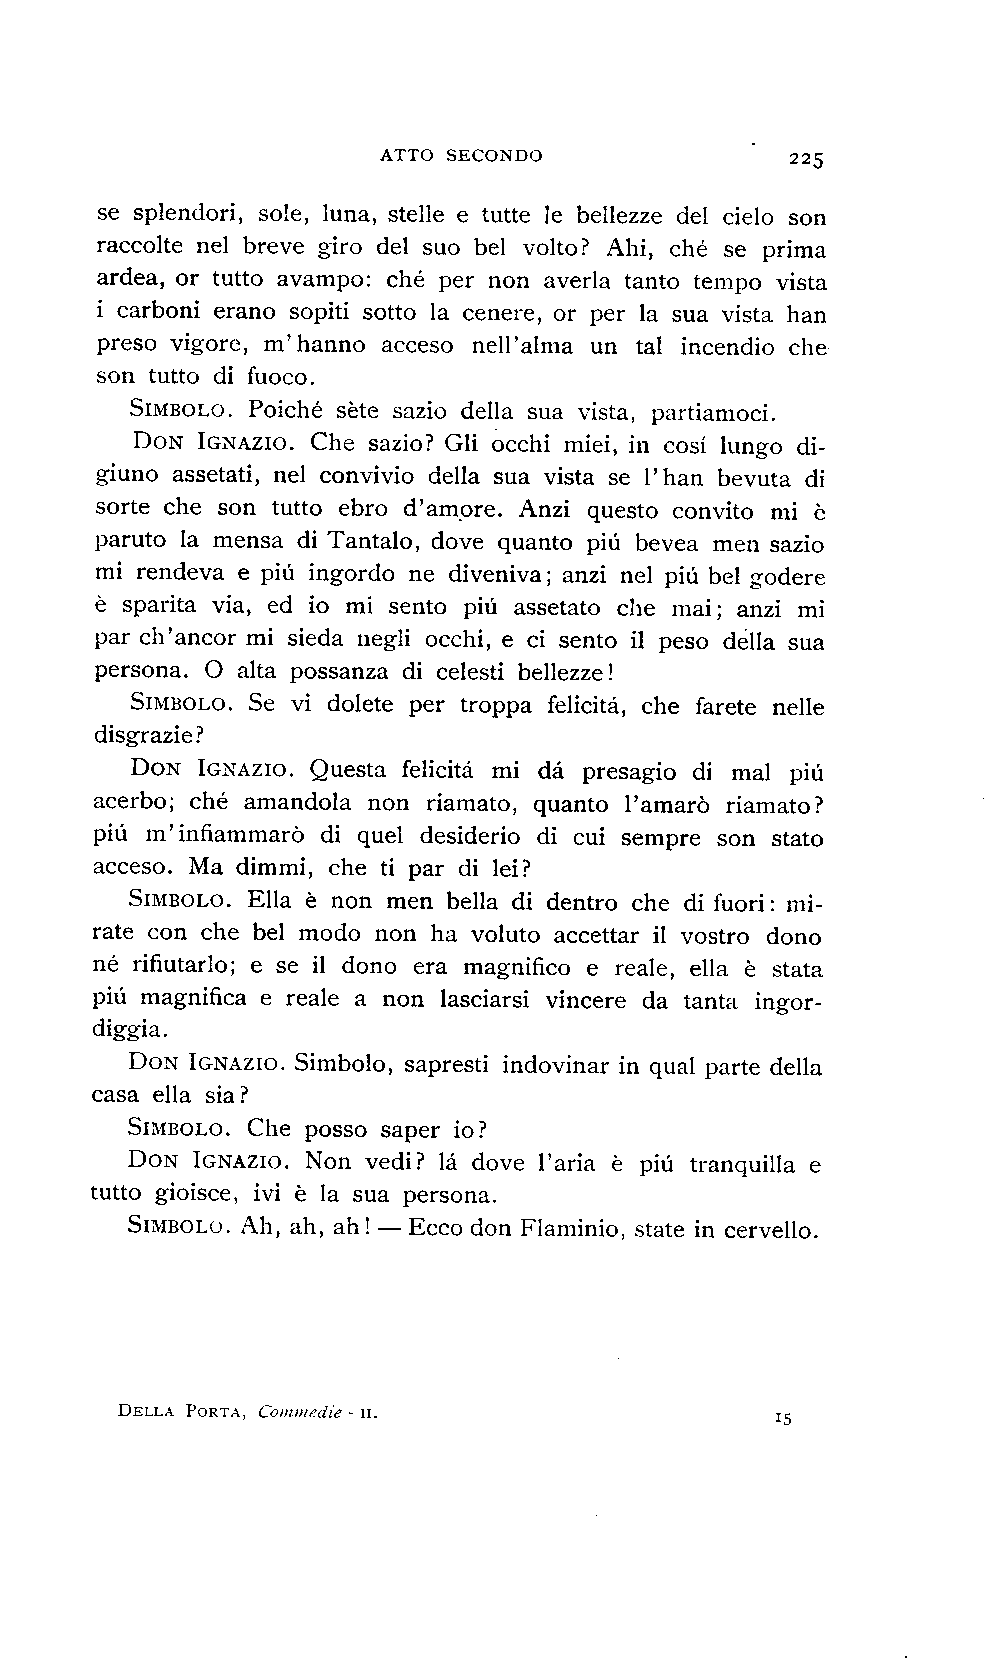 ATTO SECONDO 225
se splendori, sole, luna, stelle e tutte le bellezze del cielo son
raccolte nel breve giro del suo bel volto? Ahi, ché se prima
ardea, or tutto avampo: ché per non averla tanto tempo vista
i carboni erano sopiti sotto la cenere, or per la sua vista han
preso vigore, m'hanno acceso nell'alma un tal incendio che
son tutto di fuoco.
SIMBOLO. Poiché sète sazio della sua vista, partiamoci.
DON IGNAZIO. Che sazio? Gli occhi miei, in cosí lungo di-
giuno assetati, nel convivio della sua vista se l'han bevuta di
sorte che son tutto ebro d'amore. Anzi questo convito mi è
paruto la mensa di Tantalo, dove quanto piú bevea men sazio
mi rendeva e piú ingordo ne diveniva; anzi nel piú bel godere
è sparita via, ed io mi sento piú assetato che mai; anzi mi
par ch'ancor mi sieda negli occhi, e ci sento il peso della sua
persona. O alta possanza di celesti bellezze!
SIMBOLO. Se vi dolete per troppa felicitá, che farete nelle
disgrazie?
DON IGNAZIO. Questa felicitá mi dá presagio di mal piú
acerbo; ché amandola non riamato, quanto l'amarò riamato?
piú m'infiammarò di quel desiderio di cui sempre son stato
acceso. Ma dimmi, che ti par di lei?
SIMBOLO. Ella è non men bella di dentro che di fuori: mi-
rate con che bel modo non ha voluto accettar il vostro dono
né rifiutarlo; e se il dono era magnifico e reale, ella è stata
piú magnifica e reale a non lasciarsi vincere da tanta ingor-
diggia.
DON IGNAZIO. Simbolo, sapresti indovinar in qual parte della
casa ella sia?
SIMBOLO. Che posso saper io?
DON IGNAZIO. Non vedi? lá dove l'aria è piú tranquilla e
tutto gioisce, ivi è la sua persona.
SIMBOLO. Ah, ah, ah! — Ecco don Flaminio, state in cervello.
DELLA PORTA, Commedie - II. 15